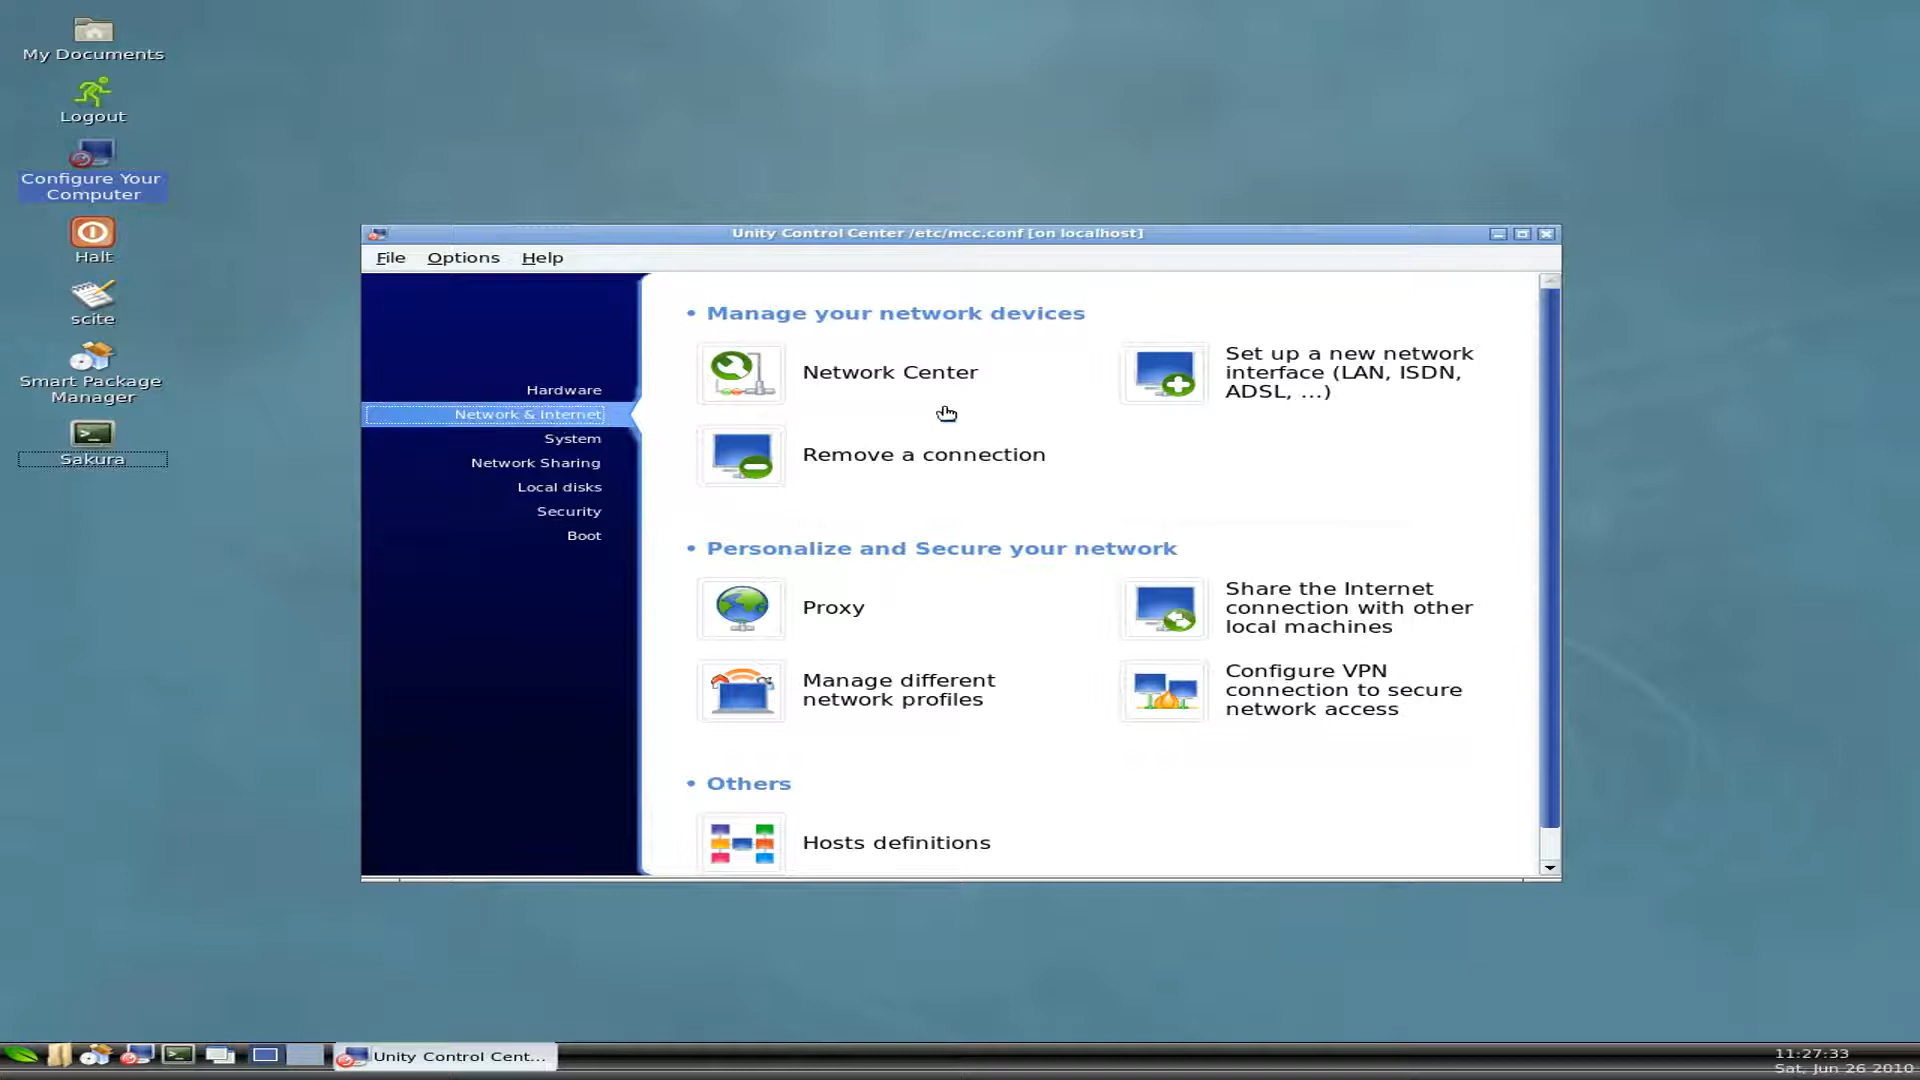 My Documents
Logout
Configure Your
Computer
Halt
scite
Smart Package
Manager
Sakura
Unity Control Center /etc/mcc.conf [on localhost]
File Options Help
Hardware
Network & Internet
System
Network Sharing
Local disks
Security
Boot
• Manage your network devices
Network Center
Set up a new network
interface (LAN, ISDN,
ADSL, ...)
Remove a connection
• Personalize and Secure your network
Proxy
Share the Internet
connection with other
local machines
Manage different
network profiles
Configure VPN
connection to secure
network access
• Others
Hosts definitions
Unity Control Cent...
11:27:33
Sat, Jun 26 2010